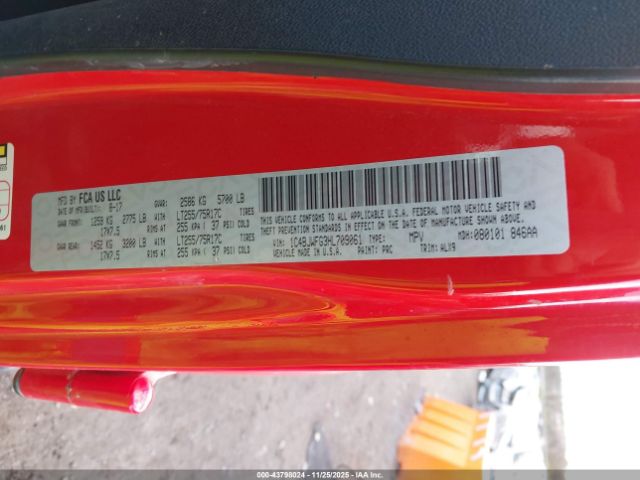 MFD BY FCA US LLC
DATE OF MFR(BUILT): 8-17
GVWR: 2586 KG 5700 LB
GAWR FRONT: 1259 KG 2775 LB WITH LT255/75R17C TIRES
17X7.5 RIMS AT 255 KPA ( 37 PSI) COLD
GAWR REAR: 1452 KG 3200 LB WITH LT255/75R17C TIRES
17X7.5 RIMS AT 255 KPA ( 37 PSI) COLD
THIS VEHICLE CONFORMS TO ALL APPLICABLE U.S.A. FEDERAL MOTOR VEHICLE SAFETY AND
THEFT PREVENTION STANDARDS IN EFFECT ON THE DATE OF MANUFACTURE SHOWN ABOVE.
VIN: 1C4BJWFG3HL709061 TYPE: MPV MDH:080101 846AA
VEHICLE MADE IN U.S.A. PAINT: PRC TRIM: ALX9
000-43798024 | 11/25/2025 - IAA Inc. Copyright 2025